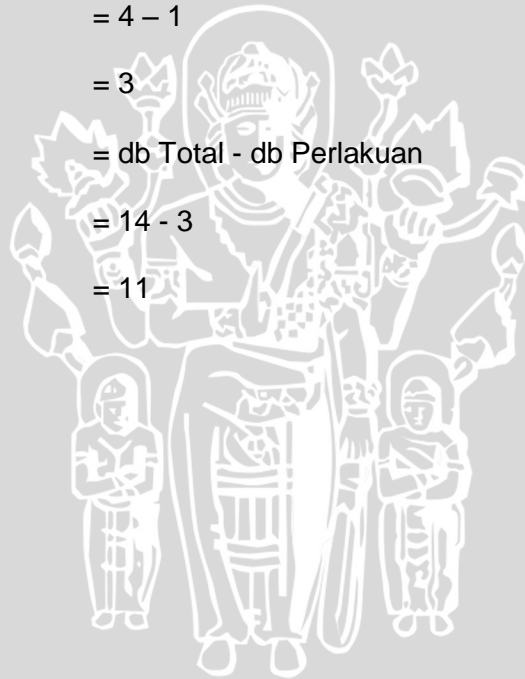 = 4 – 1
= 3
= db Total - db Perlakuan
= 14 - 3
= 11